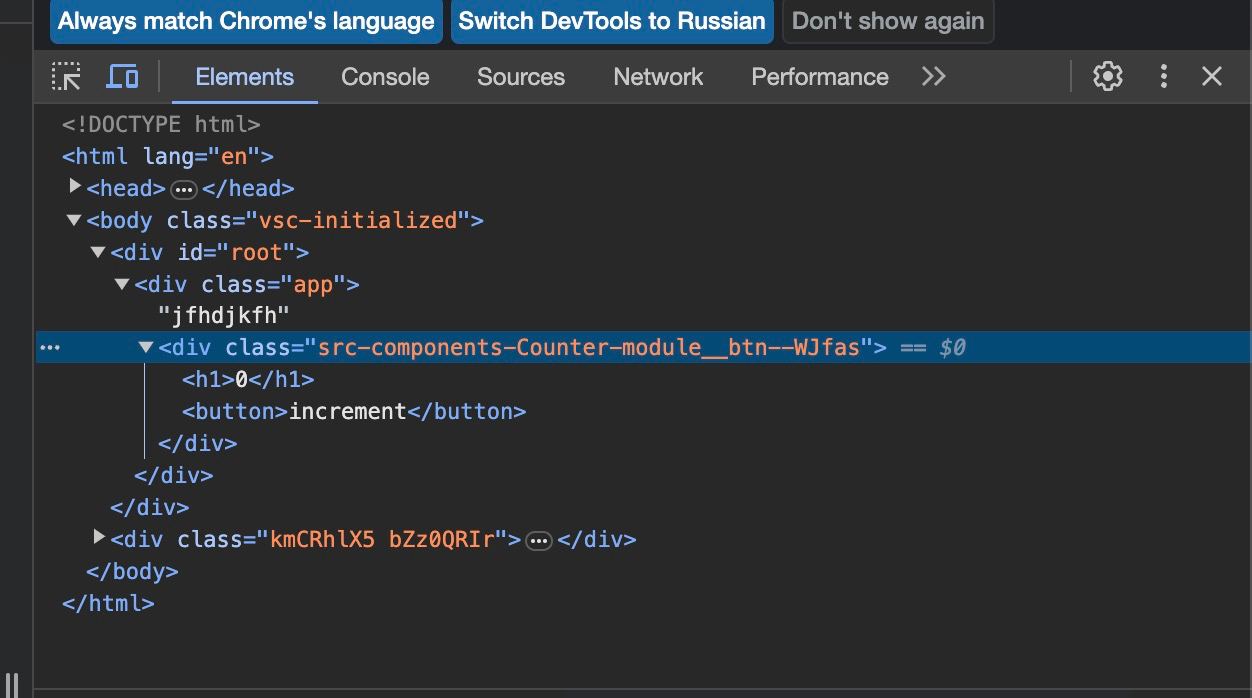 Always match Chrome's language Switch DevTools to Russian Don't show again
Elements Console Sources Network Performance
<!DOCTYPE html>
<html lang="en">
<head>…</head>
<body class="vsc-initialized">
<div id="root">
<div class="app">
"jfhdjkfh"
<div class="src-components-Counter-module__btn--WJfas"> == $0
<h1>0</h1>
<button>increment</button>
</div>
</div>
</div>
<div class="kmCRhlX5 bZz0QRIr">…</div>
</body>
</html>